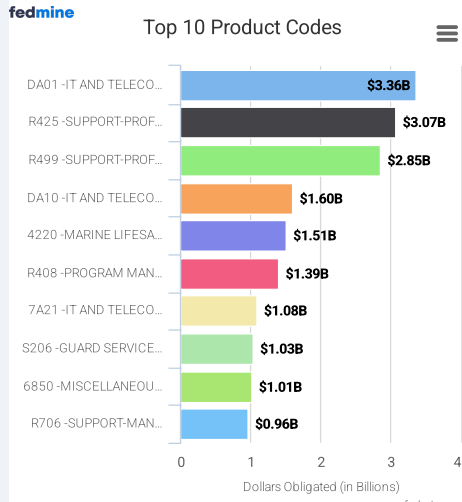 fedmine
Top 10 Product Codes
DA01 -IT AND TELECO... $3.36B
R425 -SUPPORT-PROF... $3.07B
R499 -SUPPORT-PROF... $2.85B
DA10 -IT AND TELECO... $1.60B
4220 -MARINE LIFESA... $1.51B
R408 -PROGRAM MAN... $1.39B
7A21 -IT AND TELECO... $1.08B
S206 -GUARD SERVICE... $1.03B
6850 -MISCELLANEOU... $1.01B
R706 -SUPPORT-MAN... $0.96B
0 1 2 3 4
Dollars Obligated (in Billions)